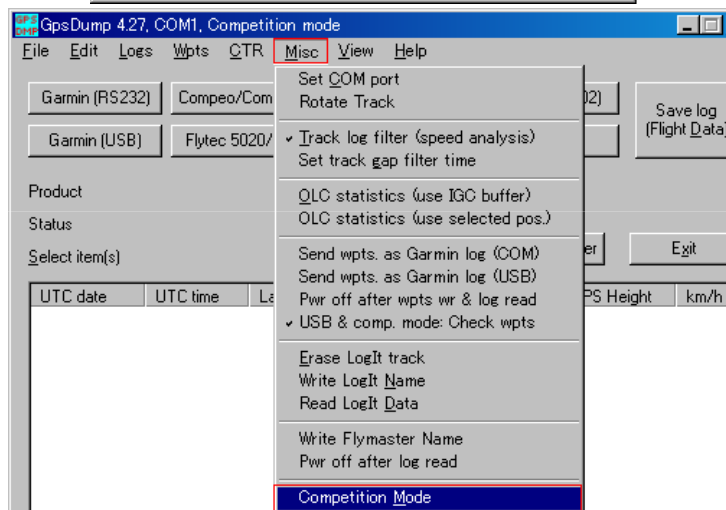 GPS DMP GpsDump 4.27, COM1, Competition mode
File Edit Logs Wpts CTR Misc View Help
Set COM port
Rotate Track
Track log filter (speed analysis)
Set track gap filter time
OLC statistics (use IGC buffer)
OLC statistics (use selected pos.)
Send wpts. as Garmin log (COM)
Send wpts. as Garmin log (USB)
Pwr off after wpts wr & log read
USB & comp. mode: Check wpts
Erase LogIt track
Write LogIt Name
Read LogIt Data
Write Flymaster Name
Pwr off after log read
Competition Mode
Garmin (RS232) Compeo/Com 02) Save log
(Flight Data)
Garmin (USB) Flytec 5020/
Product
Status
Select item(s) er Exit
UTC date UTC time La PS Height km/h